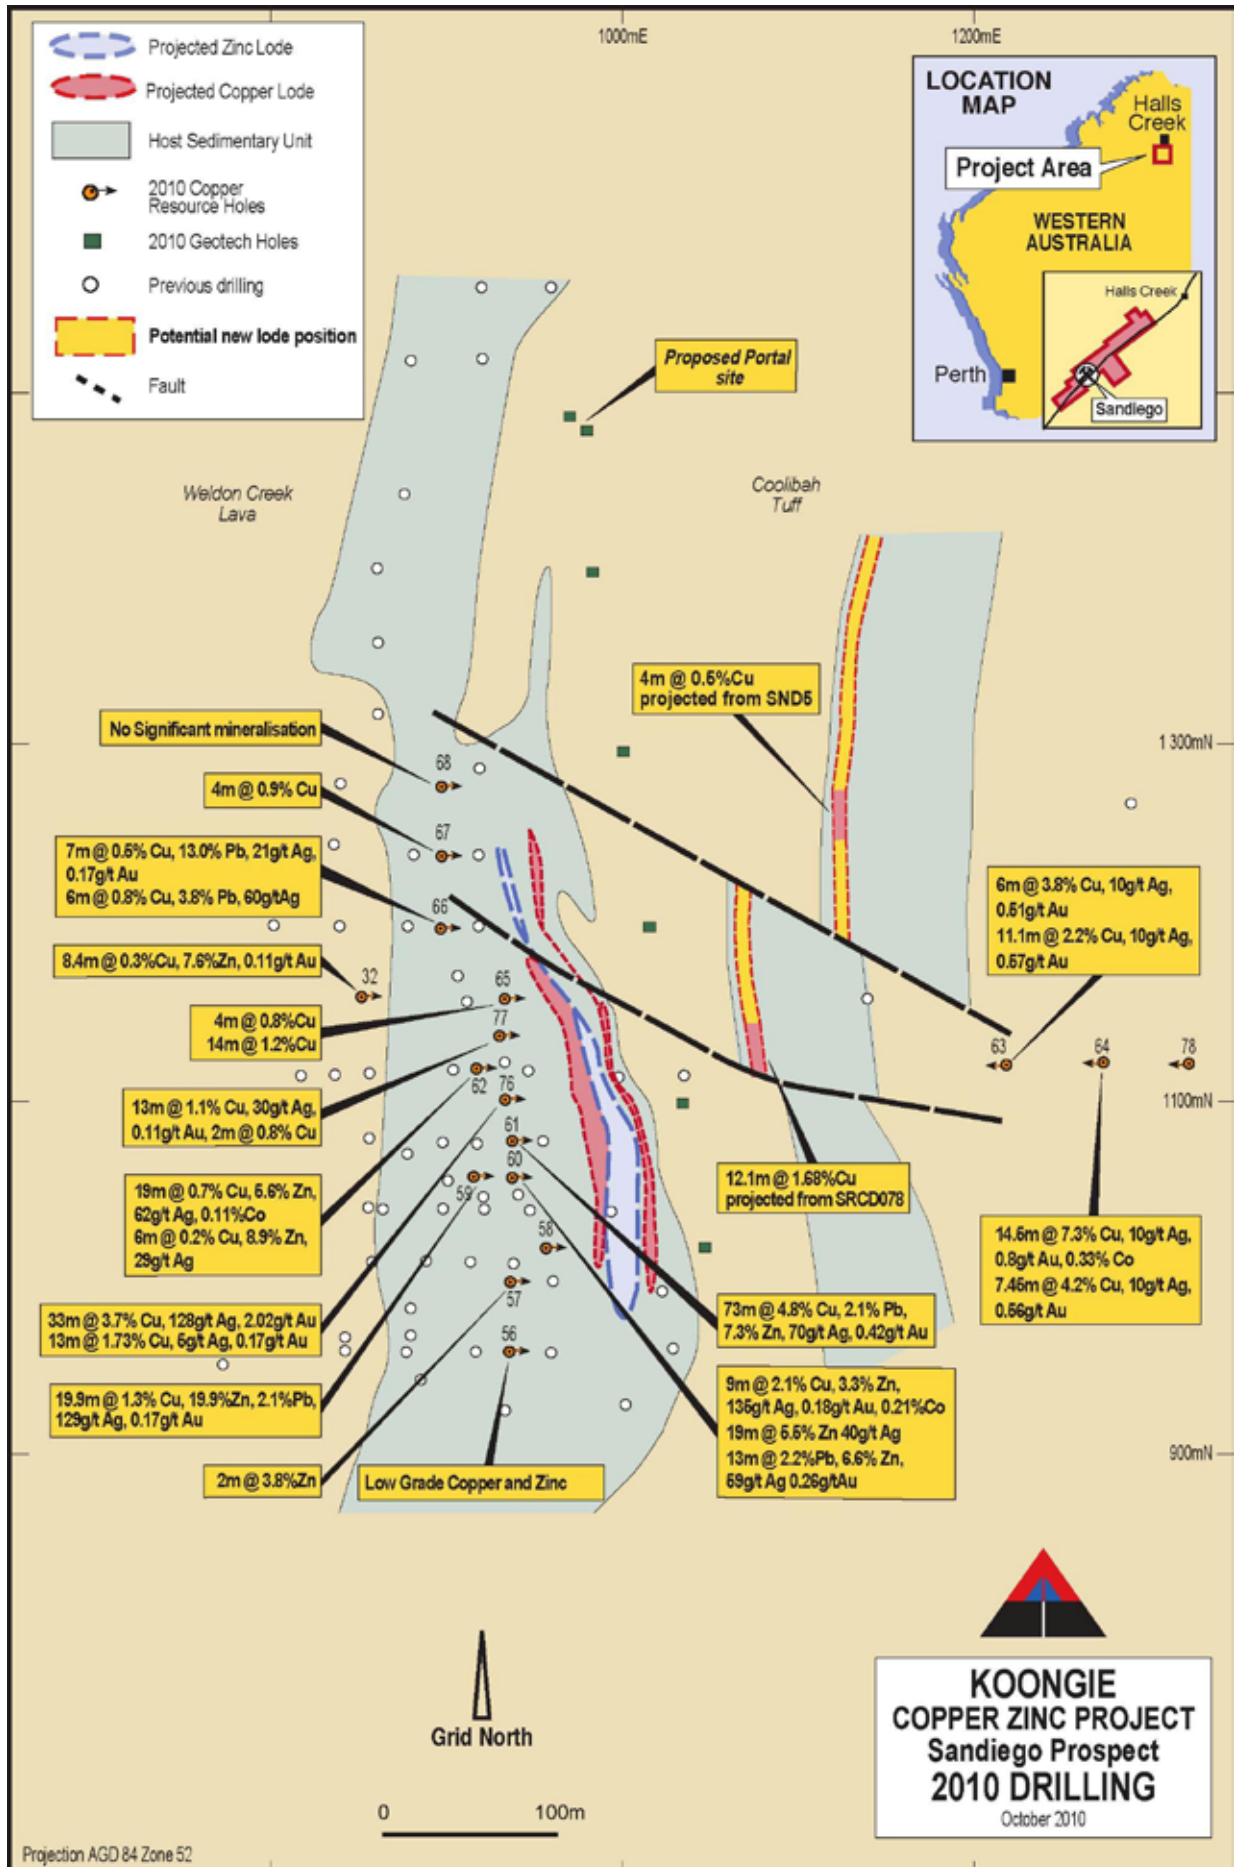 1000mE
1200mE
Projected Zinc Lode
Projected Copper Lode
Host Sedimentary Unit
2010 Copper
Resource Holes
2010 Geotech Holes
Previous drilling
Potential new lode position
Fault
LOCATION
MAP
Halls
Creek
Project Area
WESTERN
AUSTRALIA
Perth
Halls Creek
Sandiego
Proposed Portal
site
Weldon Creek
Lava
Coolibah
Tuff
4m @ 0.5%Cu
projected from SND5
No Significant mineralisation
68
1 300mN
4m @ 0.9% Cu
67
7m @ 0.5% Cu, 13.0% Pb, 21g/t Ag,
0.17g/t Au
6m @ 0.8% Cu, 3.8% Pb, 60g/tAg
66
6m @ 3.8% Cu, 10g/t Ag,
0.51g/t Au
11.1m @ 2.2% Cu, 10g/t Ag,
0.57g/t Au
8.4m @ 0.3%Cu, 7.6%Zn, 0.11g/t Au
32
65
4m @ 0.8%Cu
14m @ 1.2%Cu
77
63
64
78
62
76
1100mN
13m @ 1.1% Cu, 30g/t Ag,
0.11g/t Au, 2m @ 0.8% Cu
61
60
59
12.1m @ 1.68%Cu
projected from SRCD078
19m @ 0.7% Cu, 5.6% Zn,
62g/t Ag, 0.11%Co
6m @ 0.2% Cu, 8.9% Zn,
29g/t Ag
58
57
14.5m @ 7.3% Cu, 10g/t Ag,
0.8g/t Au, 0.33% Co
7.45m @ 4.2% Cu, 10g/t Ag,
0.56g/t Au
33m @ 3.7% Cu, 128g/t Ag, 2.02g/t Au
13m @ 1.73% Cu, 5g/t Ag, 0.17g/t Au
73m @ 4.8% Cu, 2.1% Pb,
7.3% Zn, 70g/t Ag, 0.42g/t Au
56
19.9m @ 1.3% Cu, 19.9%Zn, 2.1%Pb,
129g/t Ag, 0.17g/t Au
9m @ 2.1% Cu, 3.3% Zn,
135g/t Ag, 0.18g/t Au, 0.21%Co
19m @ 5.5% Zn 40g/t Ag
13m @ 2.2%Pb, 6.6% Zn,
59g/t Ag 0.26g/tAu
2m @ 3.8%Zn
Low Grade Copper and Zinc
900mN
Grid North
0 100m
KOONGIE
COPPER ZINC PROJECT
Sandiego Prospect
2010 DRILLING
October 2010
Projection AGD 84 Zone 52